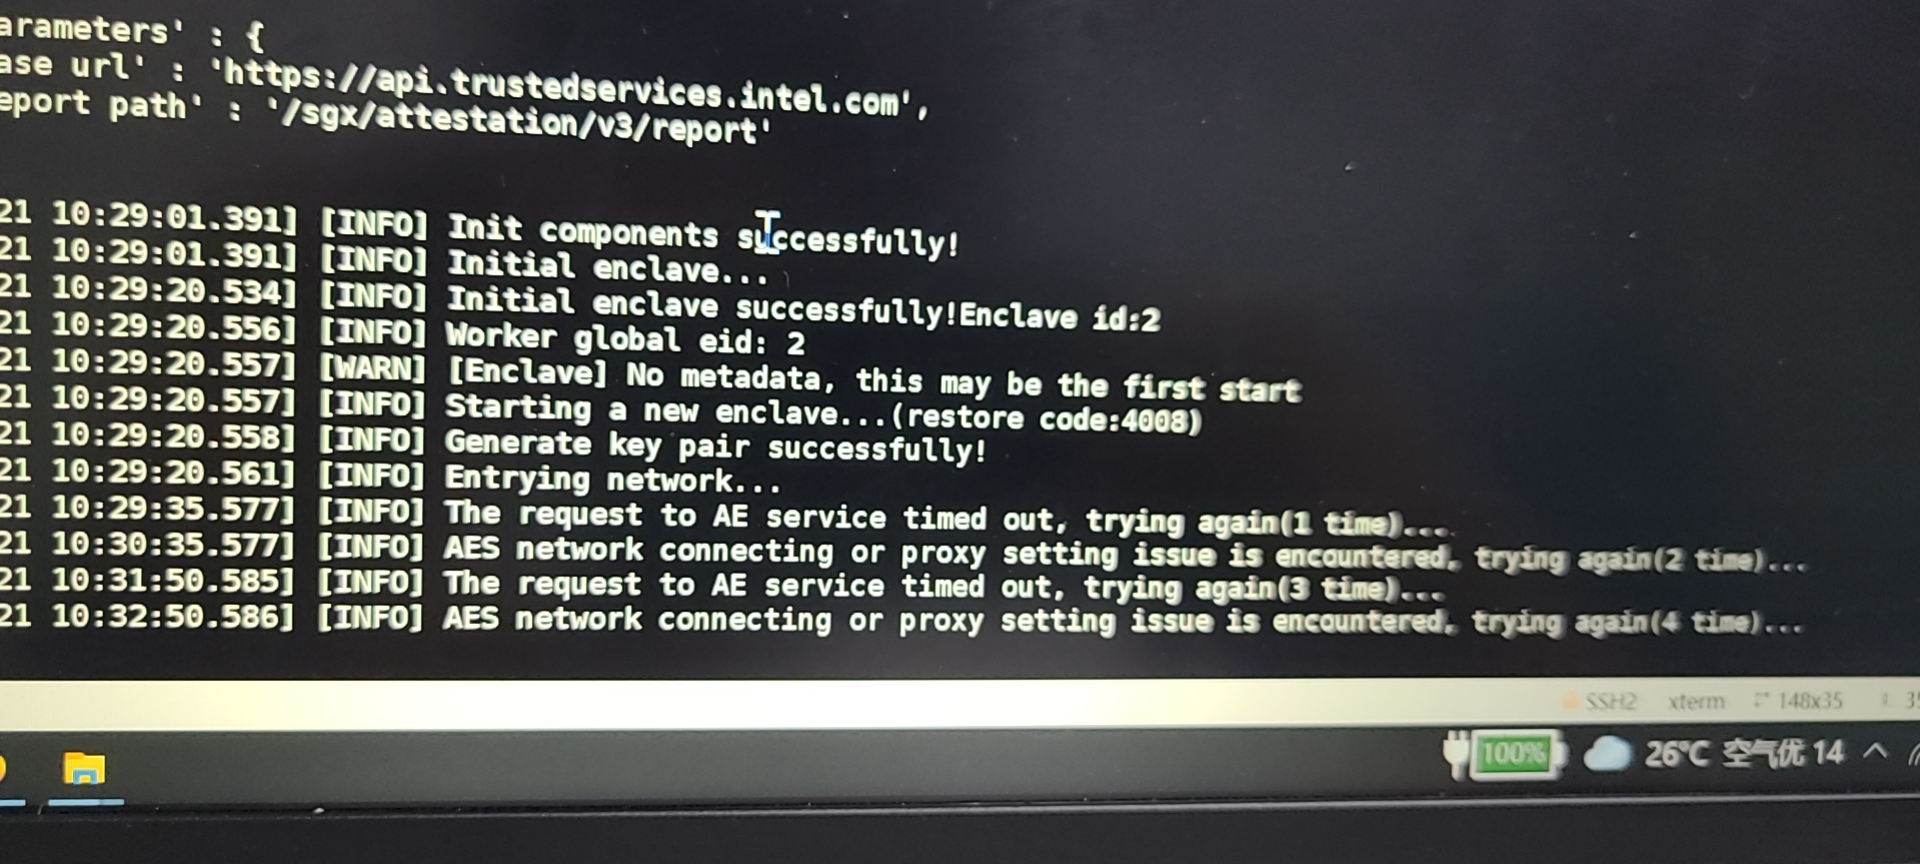 arameters' : {
ase url' : 'https://api.trustedservices.intel.com',
eport path' : '/sgx/attestation/v3/report'
21 10:29:01.391] [INFO] Init components successfully!
21 10:29:01.391] [INFO] Initial enclave...
21 10:29:20.534] [INFO] Initial enclave successfully!Enclave id:2
21 10:29:20.556] [INFO] Worker global eid: 2
21 10:29:20.557] [WARN] [Enclave] No metadata, this may be the first start
21 10:29:20.557] [INFO] Starting a new enclave...(restore code:4008)
21 10:29:20.558] [INFO] Generate key pair successfully!
21 10:29:20.561] [INFO] Entrying network...
21 10:29:35.577] [INFO] The request to AE service timed out, trying again(1 time)...
21 10:30:35.577] [INFO] AES network connecting or proxy setting issue is encountered, trying again(2 time)...
21 10:31:50.585] [INFO] The request to AE service timed out, trying again(3 time)...
21 10:32:50.586] [INFO] AES network connecting or proxy setting issue is encountered, trying again(4 time)...
SSH2 xterm 148x35
100% 26°C 空气优 14